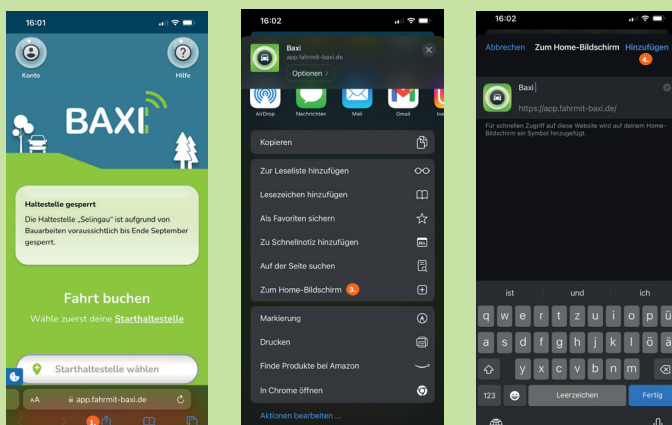 16:01
Konto
Hilfe
BAXI
Haltestelle gesperrt
Die Haltestelle „Selingau" ist aufgrund von
Bauarbeiten voraussichtlich bis Ende September
gesperrt.
Fahrt buchen
Wähle zuerst deine Starthaltestelle
Starthaltestelle wählen
AA
app.fahrmit-baxi.de
1.
16:02
Baxi
app.fahrmit-baxi.de
Optionen >
AirDrop
Nachrichten
Mail
Gmail
Kopieren
Zur Leseliste hinzufügen
Lesezeichen hinzufügen
Als Favoriten sichern
Zu Schnellnotiz hinzufügen
Auf der Seite suchen
Zum Home-Bildschirm 3.
Markierung
Drucken
Finde Produkte bei Amazon
In Chrome öffnen
Aktionen bearbeiten ...
16:02
Abbrechen Zum Home-Bildschirm Hinzufügen
4.
Baxi
https://app.fahrmit-baxi.de/
Für schnellen Zugriff auf diese Website wird auf deinem Home-
Bildschirm ein Symbol hinzugefügt.
ist und ich
q w e r t z u i o p ü
a s d f g h j k l ö ä
y x c v b n m
123 Leerzeichen Fertig